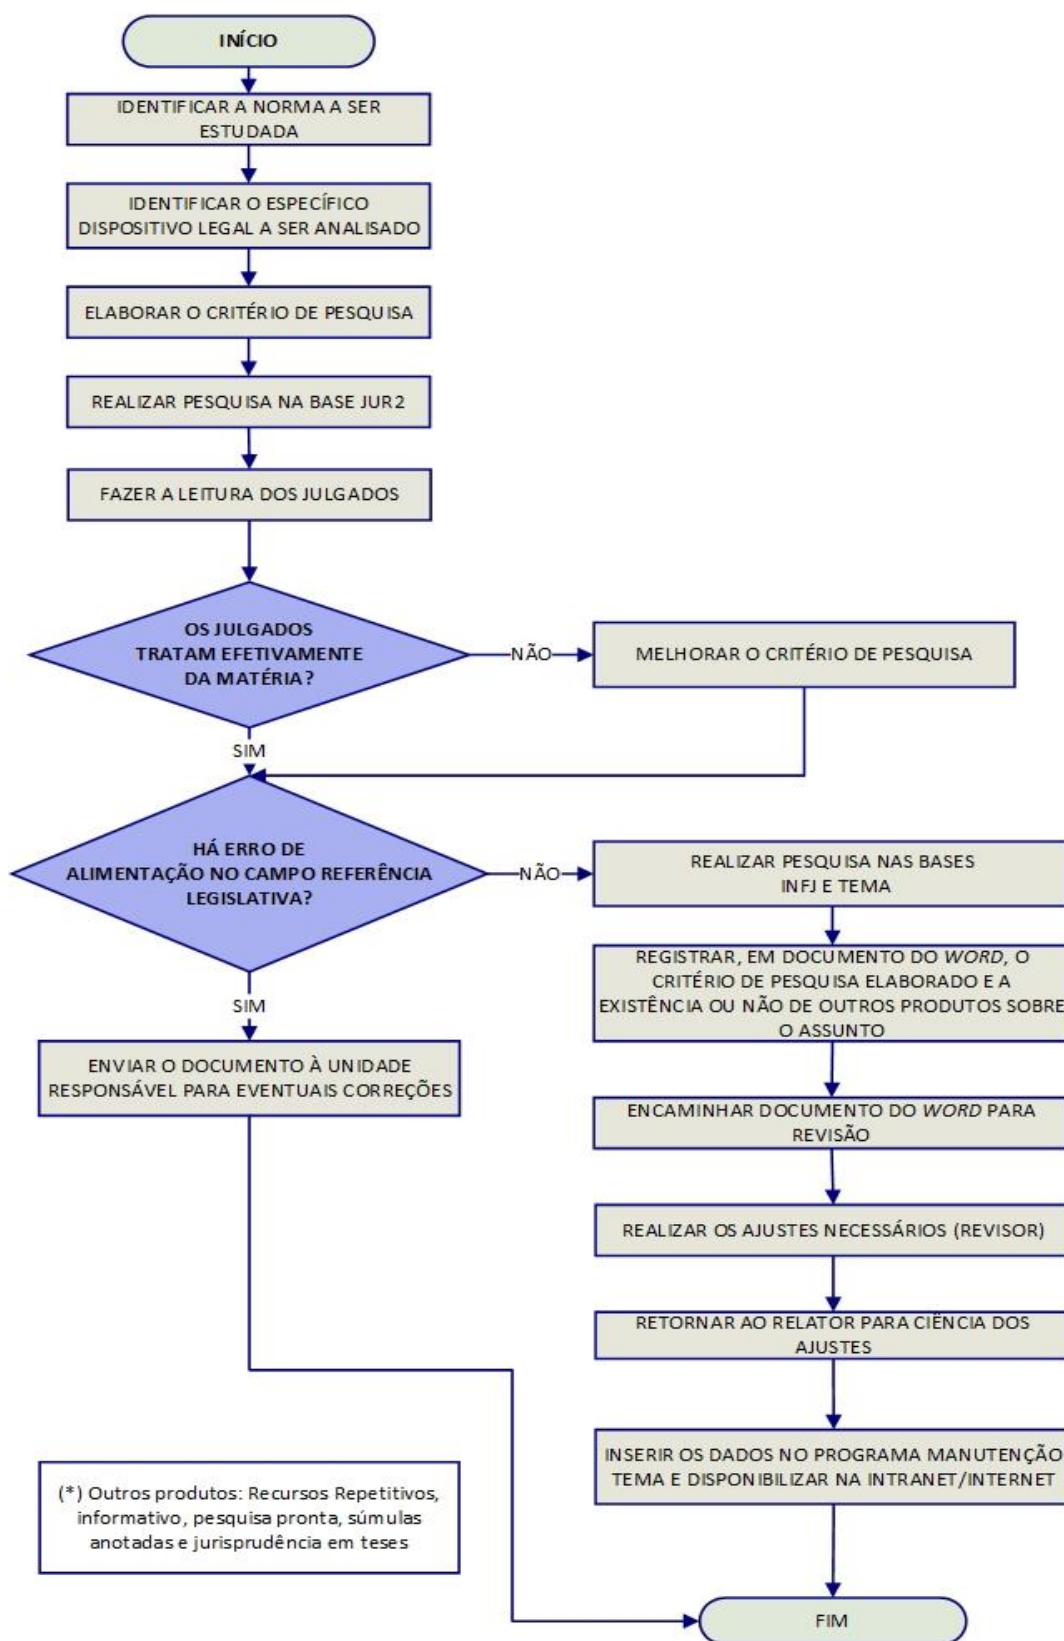 INÍCIO
IDENTIFICAR A NORMA A SER
ESTUDADA
IDENTIFICAR O ESPECÍFICO
DISPOSITIVO LEGAL A SER ANALISADO
ELABORAR O CRITÉRIO DE PESQUISA
REALIZAR PESQUISA NA BASE JUR2
FAZER A LEITURA DOS JULGADOS
OS JULGADOS
TRATAM EFETIVAMENTE
DA MATÉRIA?
NÃO
MELHORAR O CRITÉRIO DE PESQUISA
SIM
HÁ ERRO DE
ALIMENTAÇÃO NO CAMPO REFERÊNCIA
LEGISLATIVA?
NÃO
REALIZAR PESQUISA NAS BASES
INFJ E TEMA
REGISTRAR, EM DOCUMENTO DO WORD, O
CRITÉRIO DE PESQUISA ELABORADO E A
EXISTÊNCIA OU NÃO DE OUTROS PRODUTOS SOBRE
O ASSUNTO
SIM
ENVIAR O DOCUMENTO À UNIDADE
RESPONSÁVEL PARA EVENTUAIS CORREÇÕES
ENCAMINHAR DOCUMENTO DO WORD PARA
REVISÃO
REALIZAR OS AJUSTES NECESSÁRIOS (REVISOR)
RETORNAR AO RELATOR PARA CIÊNCIA DOS
AJUSTES
INSERIR OS DADOS NO PROGRAMA MANUTENÇÃO
TEMA E DISPONIBILIZAR NA INTRANET/INTERNET
(*) Outros produtos: Recursos Repetitivos,
informativo, pesquisa pronta, súmulas
anotadas e jurisprudência em teses
FIM